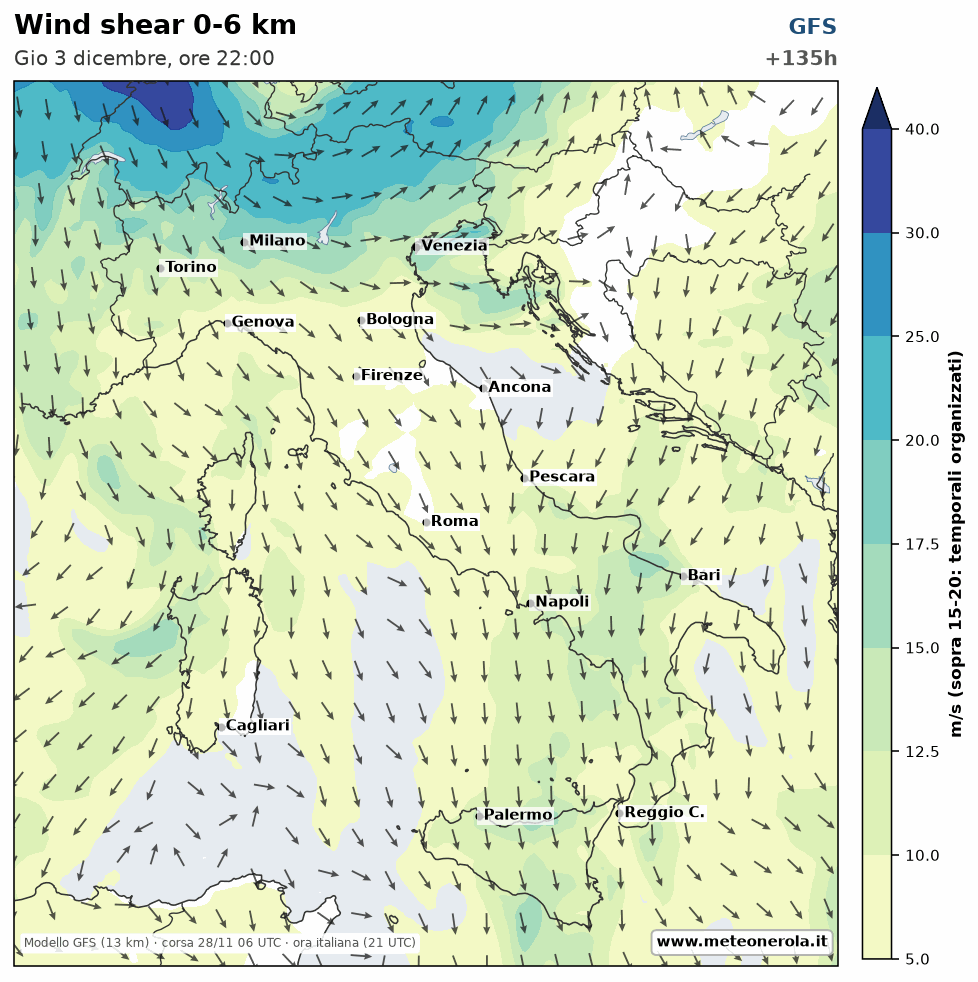 Wind shear 0-6 km
GFS
Gio 3 dicembre, ore 22:00
+135h
40.0
30.0
25.0
20.0
17.5
15.0
12.5
10.0
5.0
m/s (sopra 15-20: temporali organizzati)
Milano
Venezia
Torino
Genova
Bologna
Firenze
Ancona
Pescara
Roma
Bari
Napoli
Cagliari
Palermo
Reggio C.
Modello GFS (13 km) · corsa 28/11 06 UTC · ora italiana (21 UTC)
www.meteonerola.it